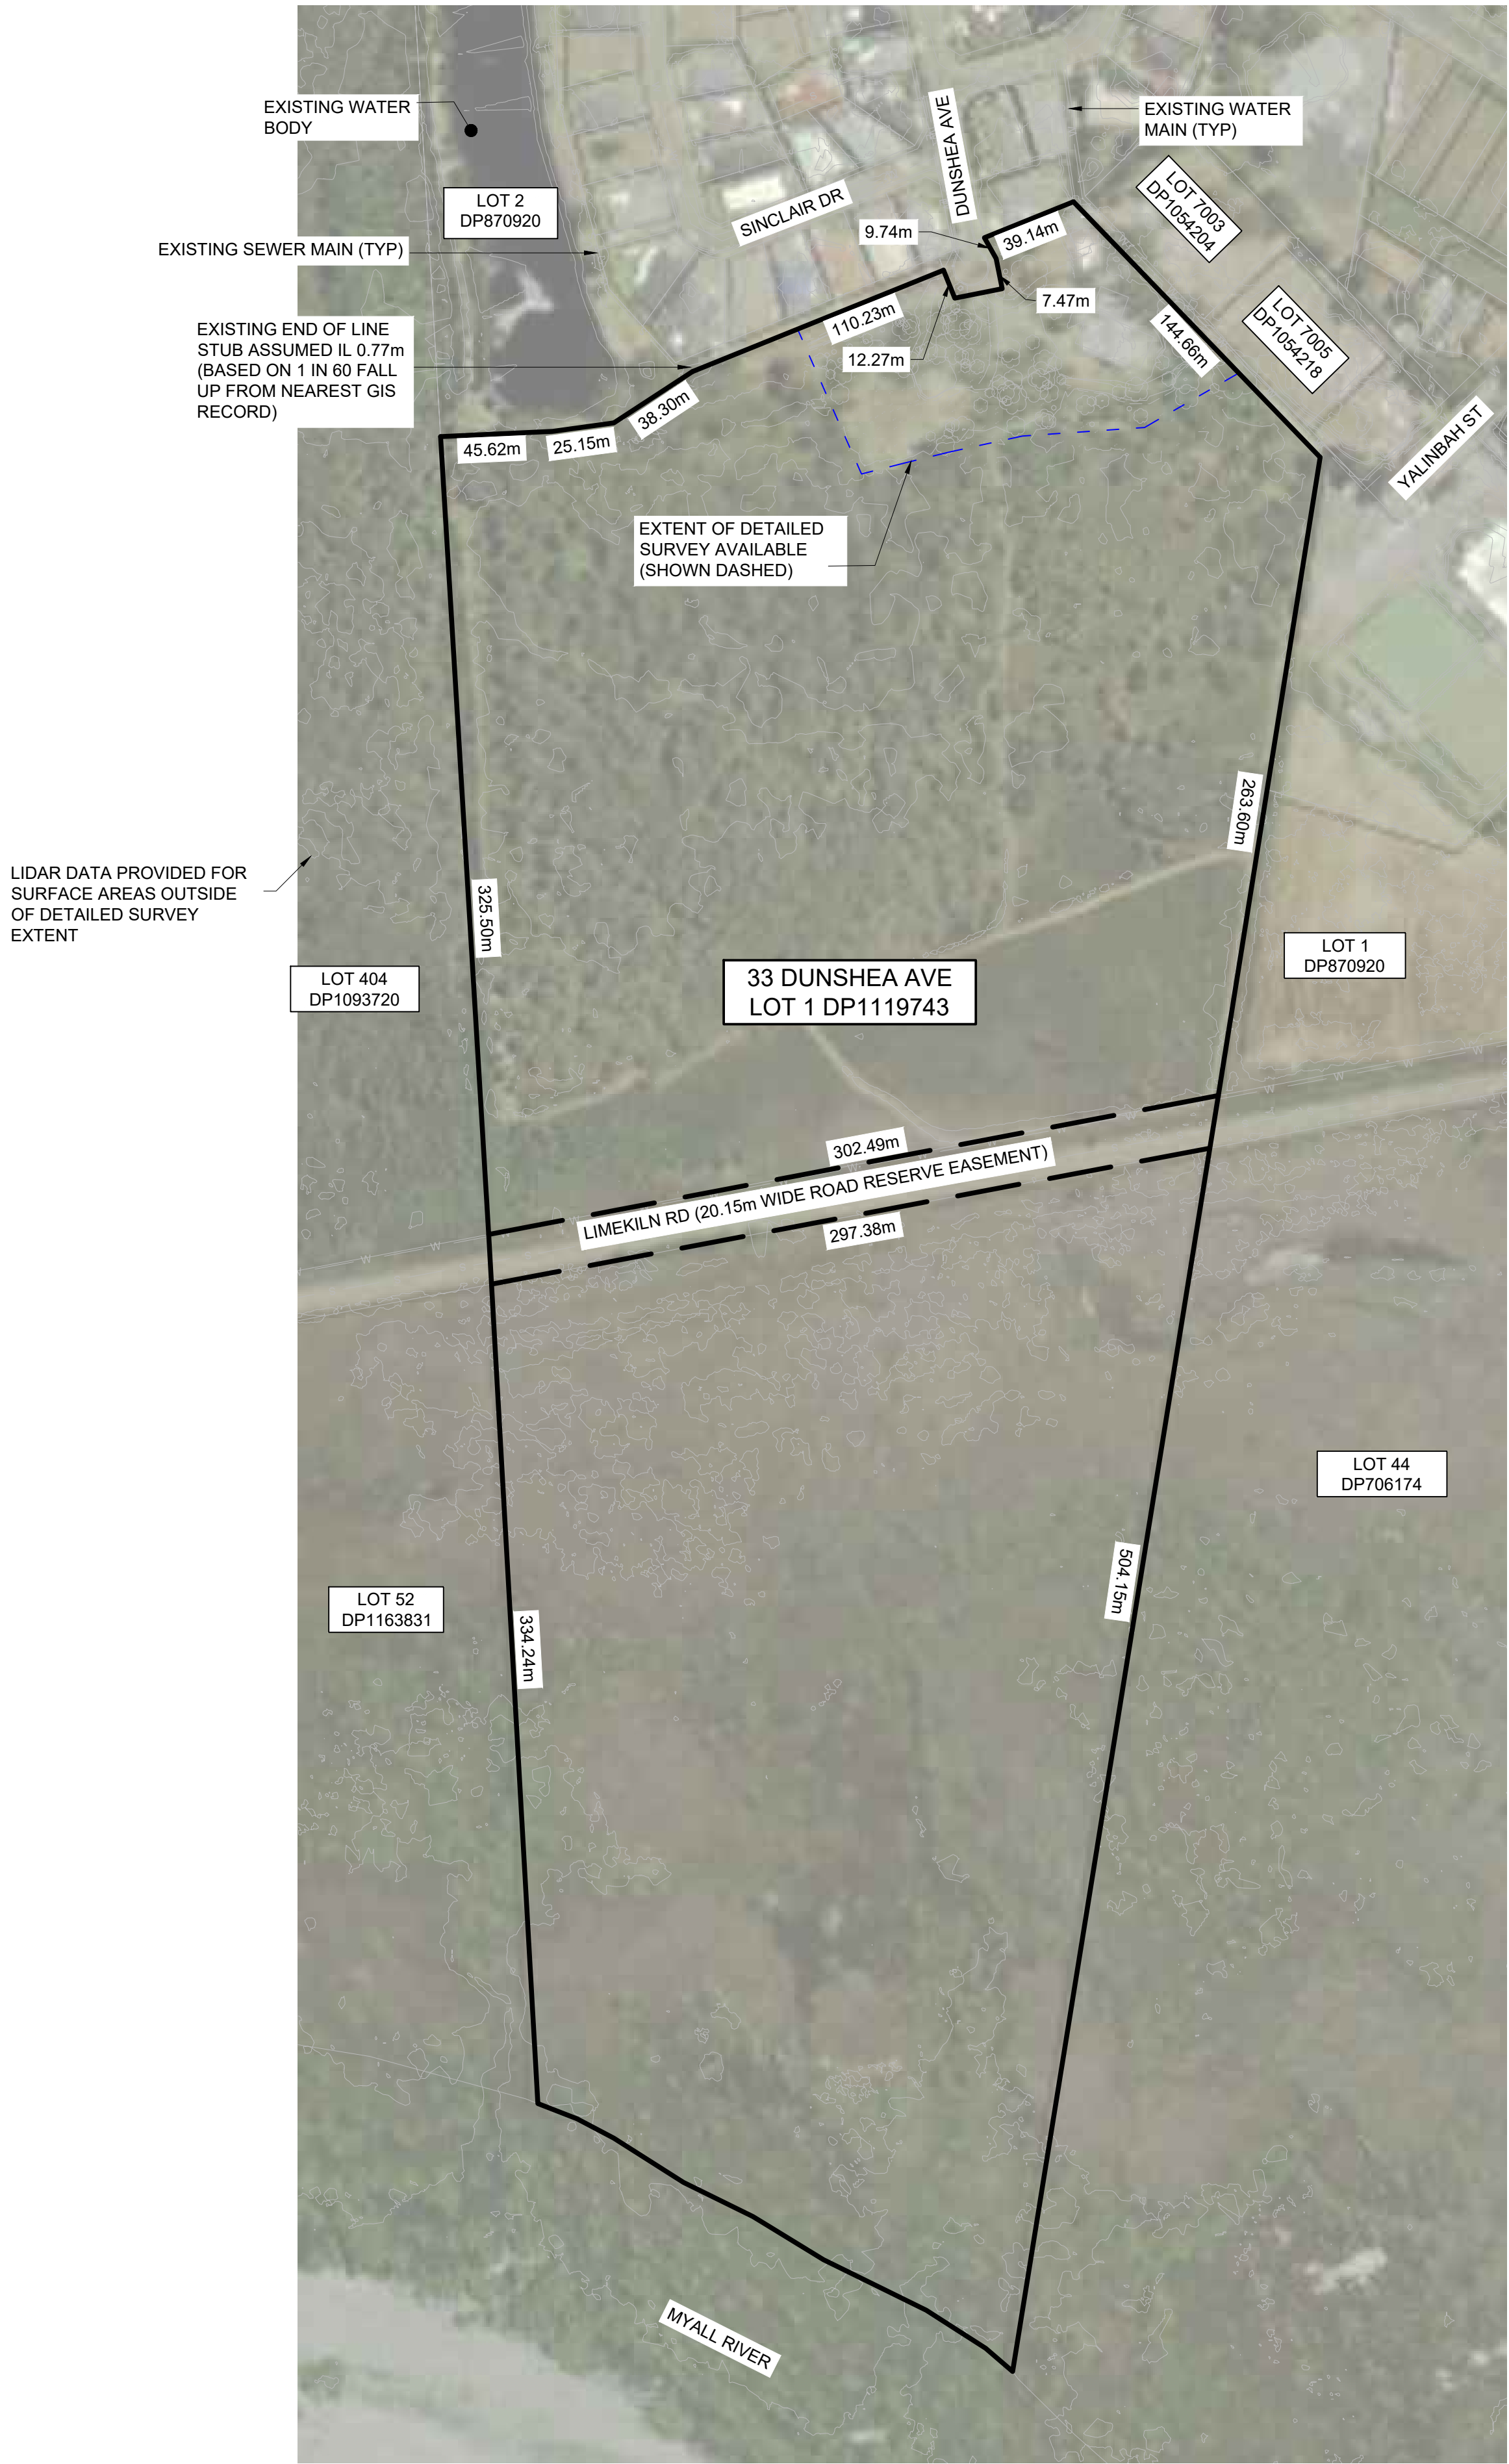 EXISTING WATER
BODY
DUNSHEA AVE
EXISTING WATER
MAIN (TYP)
LOT 2
DP870920
SINCLAIR DR
LOT 7003
DP1054204
EXISTING SEWER MAIN (TYP)
9.74m
39.14m
7.47m
LOT 7005
DP1054218
EXISTING END OF LINE
STUB ASSUMED IL 0.77m
(BASED ON 1 IN 60 FALL
UP FROM NEAREST GIS
RECORD)
110.23m
12.27m
144.66m
38.30m
45.62m
25.15m
YALINBAH ST
EXTENT OF DETAILED
SURVEY AVAILABLE
(SHOWN DASHED)
263.60m
LIDAR DATA PROVIDED FOR
SURFACE AREAS OUTSIDE
OF DETAILED SURVEY
EXTENT
325.50m
LOT 404
DP1093720
33 DUNSHEA AVE
LOT 1 DP1119743
LOT 1
DP870920
302.49m
LIMEKILN RD (20.15m WIDE ROAD RESERVE EASEMENT)
297.38m
LOT 44
DP706174
504.15m
LOT 52
DP1163831
334.24m
MYALL RIVER